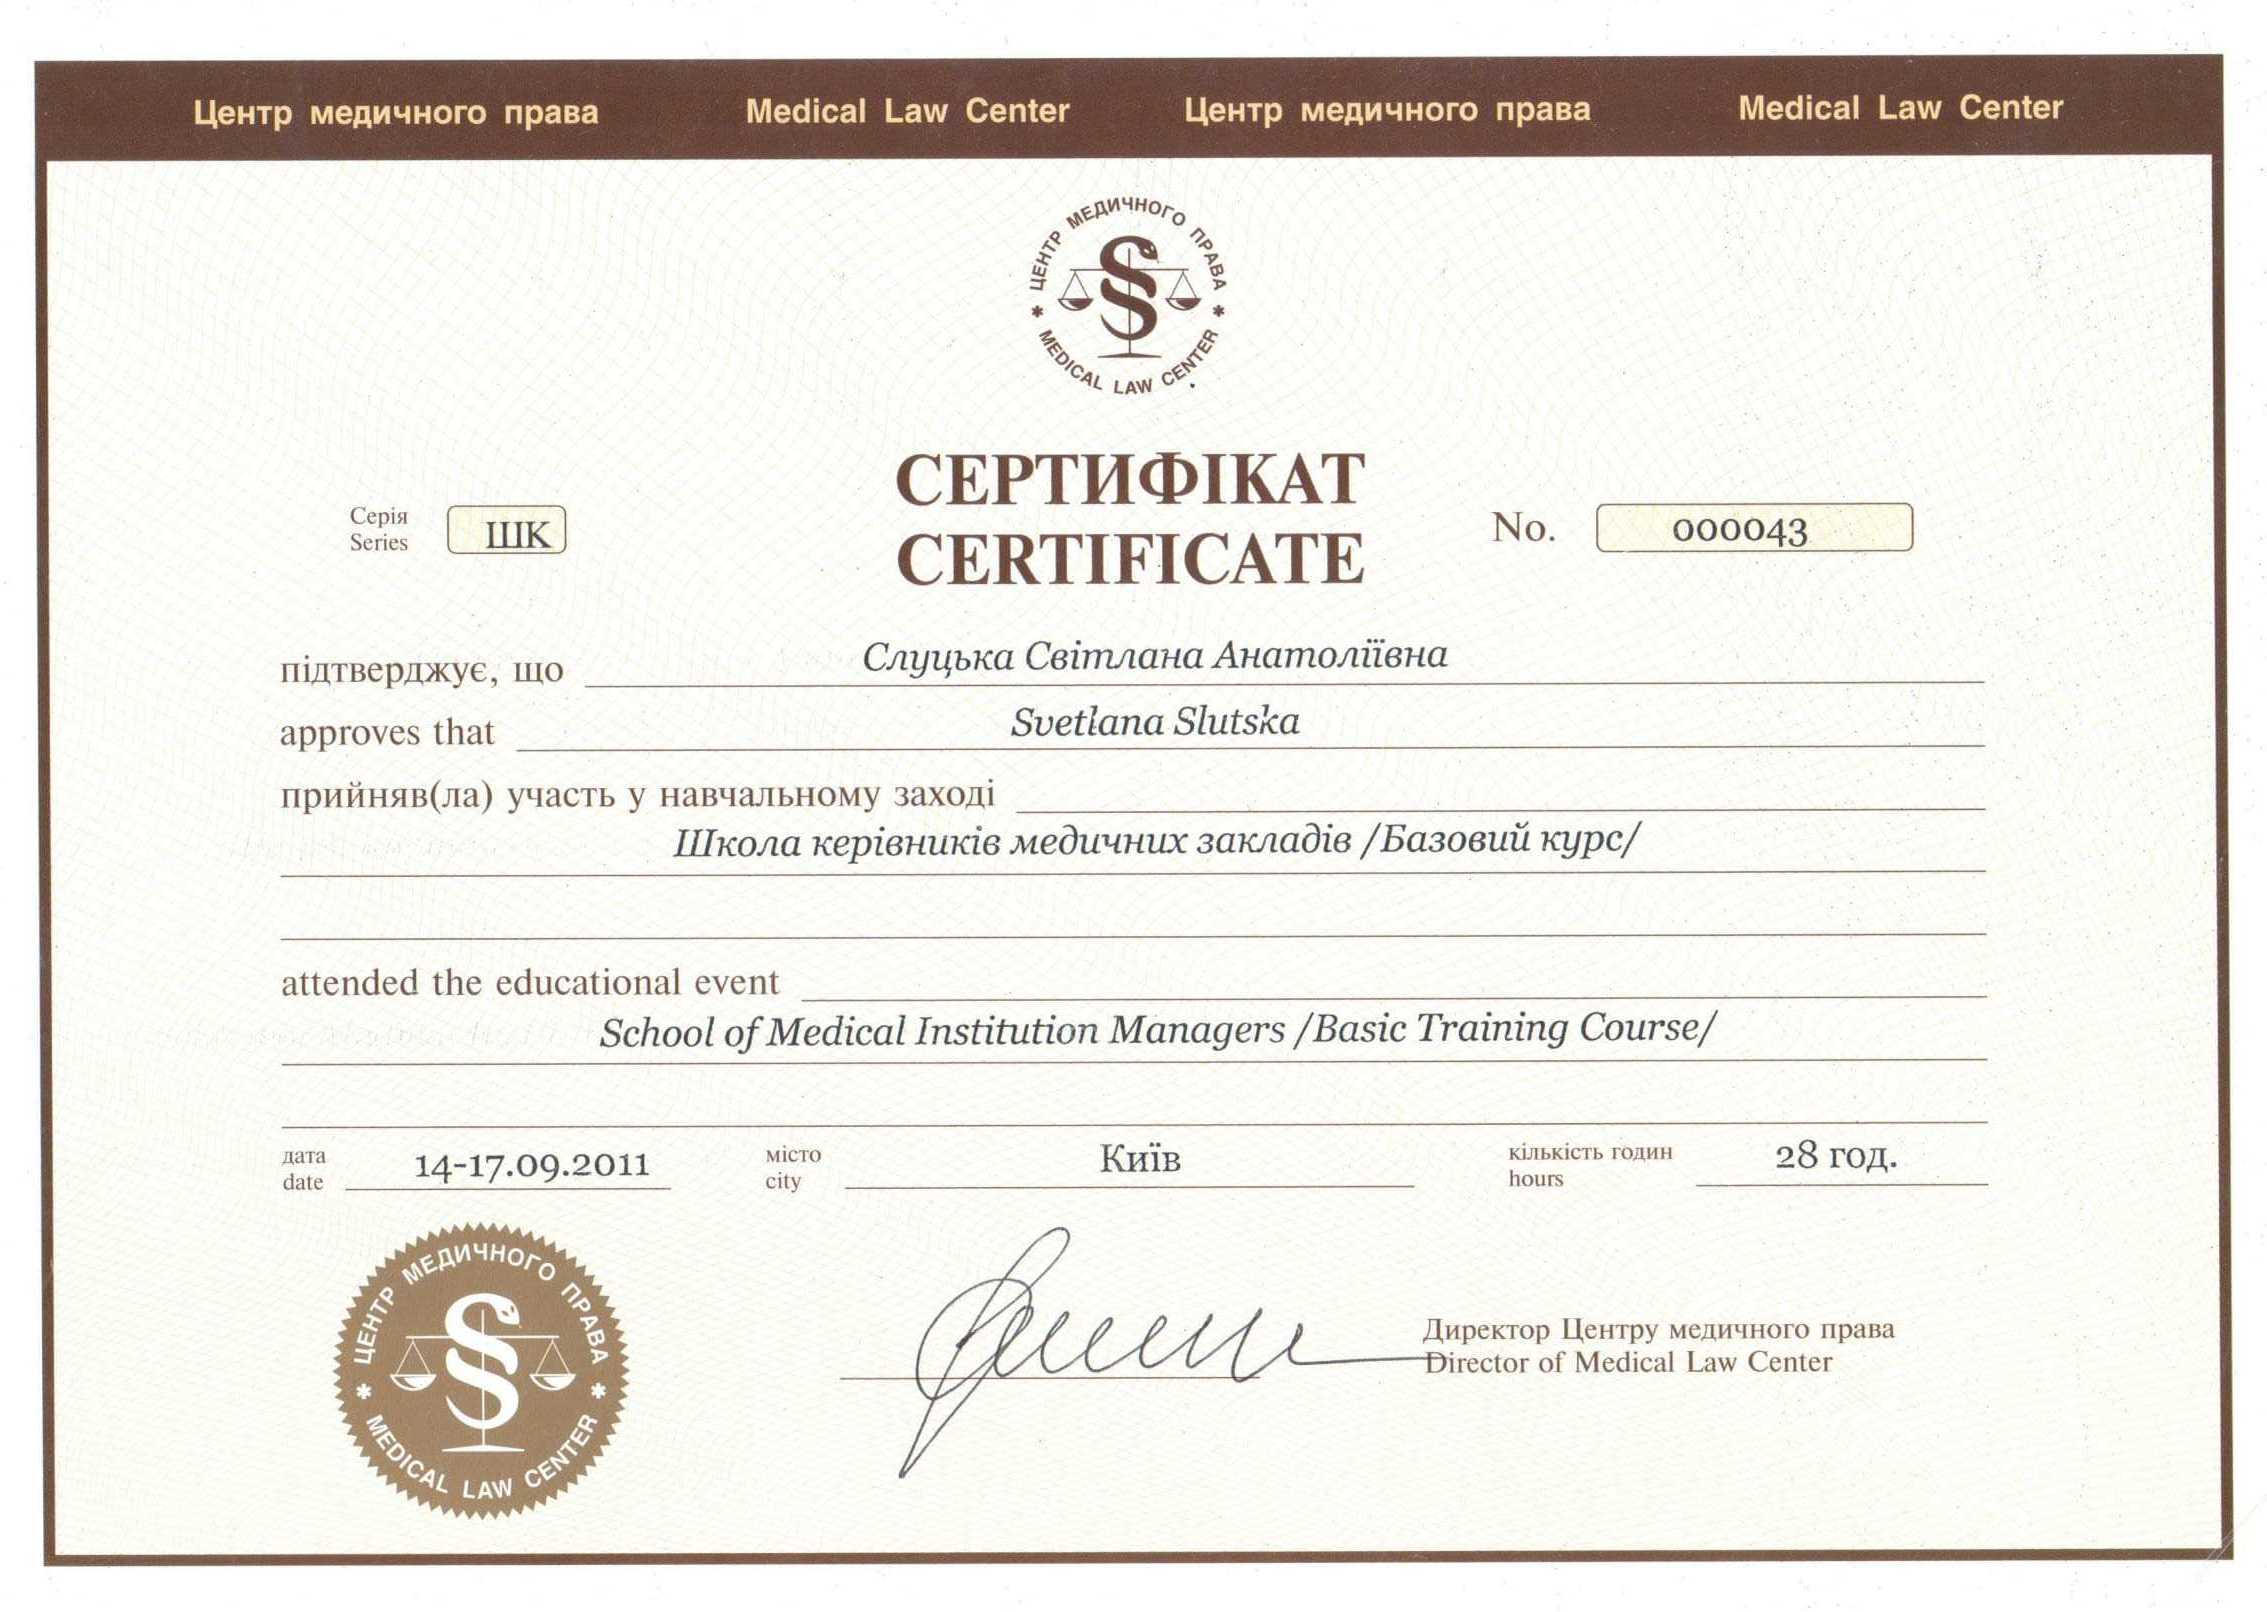 Центр медичного права Medical Law Center Центр медичного права Medical Law Center
* ЦЕНТР МЕДИЧНОГО ПРАВА *
MEDICAL LAW CENTER
СЕРТИФІКАТ
CERTIFICATE
Серія
Series
ШК
No. 000043
підтверджує, що Слуцька Світлана Анатоліївна
approves that Svetlana Slutska
прийняв(ла) участь у навчальному заході
Школа керівників медичних закладів /Базовий курс/
attended the educational event
School of Medical Institution Managers /Basic Training Course/
дата
date
14-17.09.2011
місто
city
Київ
кількість годин
hours
28 год.
* ЦЕНТР МЕДИЧНОГО ПРАВА *
MEDICAL LAW CENTER
Директор Центру медичного права
Director of Medical Law Center